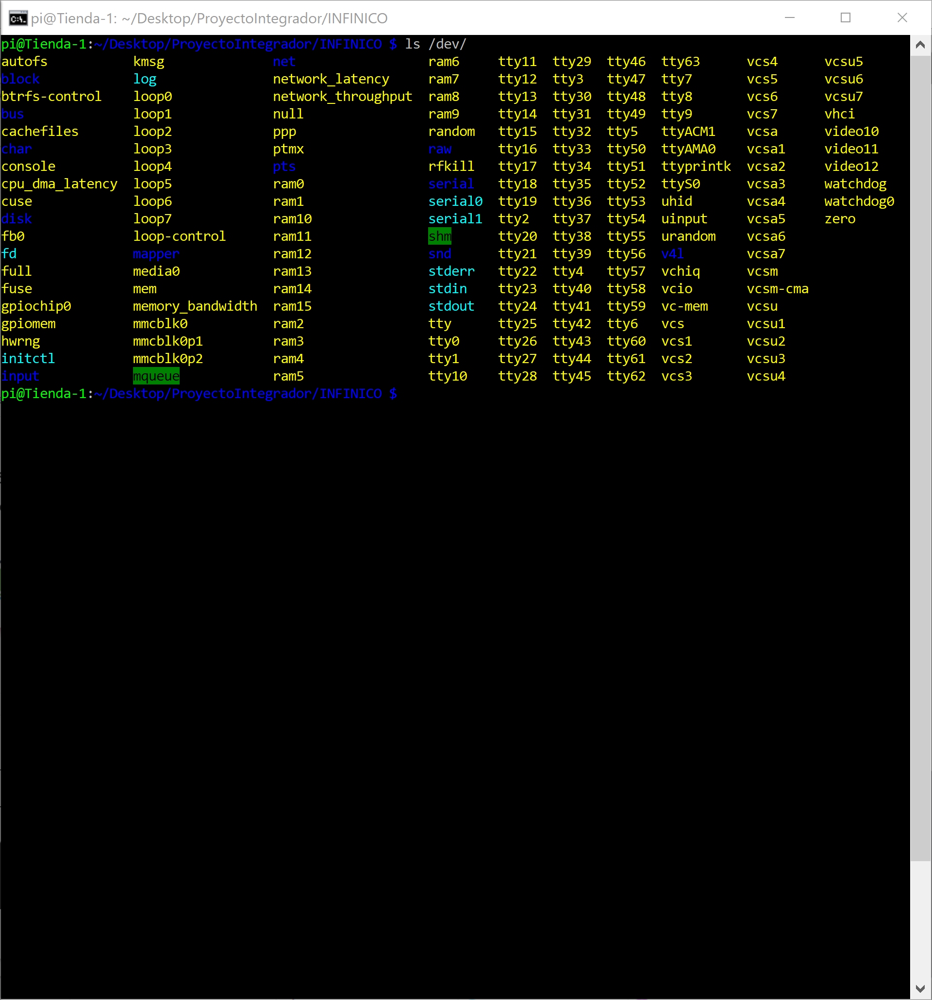 pi@Tienda-1: ~/Desktop/ProyectoIntegrador/INFINICO
pi@Tienda-1:~/Desktop/ProyectoIntegrador/INFINICO $ ls /dev/
autofs kmsg net ram6 tty11 tty29 tty46 tty63 vcs4 vcsu5
block log network_latency ram7 tty12 tty3 tty47 tty7 vcs5 vcsu6
btrfs-control loop0 network_throughput ram8 tty13 tty30 tty48 tty8 vcs6 vcsu7
bus loop1 null ram9 tty14 tty31 tty49 tty9 vcs7 vhci
cachefiles loop2 ppp random tty15 tty32 tty5 ttyACM1 vcsa video10
char loop3 ptmx raw tty16 tty33 tty50 ttyAMA0 vcsa1 video11
console loop4 pts rfkill tty17 tty34 tty51 ttyprintk vcsa2 video12
cpu_dma_latency loop5 ram0 serial tty18 tty35 tty52 ttyS0 vcsa3 watchdog
cuse loop6 ram1 serial0 tty19 tty36 tty53 uhid vcsa4 watchdog0
disk loop7 ram10 serial1 tty2 tty37 tty54 uinput vcsa5 zero
fb0 loop-control ram11 shm tty20 tty38 tty55 urandom vcsa6
fd mapper ram12 snd tty21 tty39 tty56 v4l vcsa7
full media0 ram13 stderr tty22 tty4 tty57 vchiq vcsm
fuse mem ram14 stdin tty23 tty40 tty58 vcio vcsm-cma
gpiochip0 memory_bandwidth ram15 stdout tty24 tty41 tty59 vc-mem vcsu
gpiomem mmcblk0 ram2 tty tty25 tty42 tty6 vcs vcsu1
hwrng mmcblk0p1 ram3 tty0 tty26 tty43 tty60 vcs1 vcsu2
initctl mmcblk0p2 ram4 tty1 tty27 tty44 tty61 vcs2 vcsu3
input mqueue ram5 tty10 tty28 tty45 tty62 vcs3 vcsu4
pi@Tienda-1:~/Desktop/ProyectoIntegrador/INFINICO $